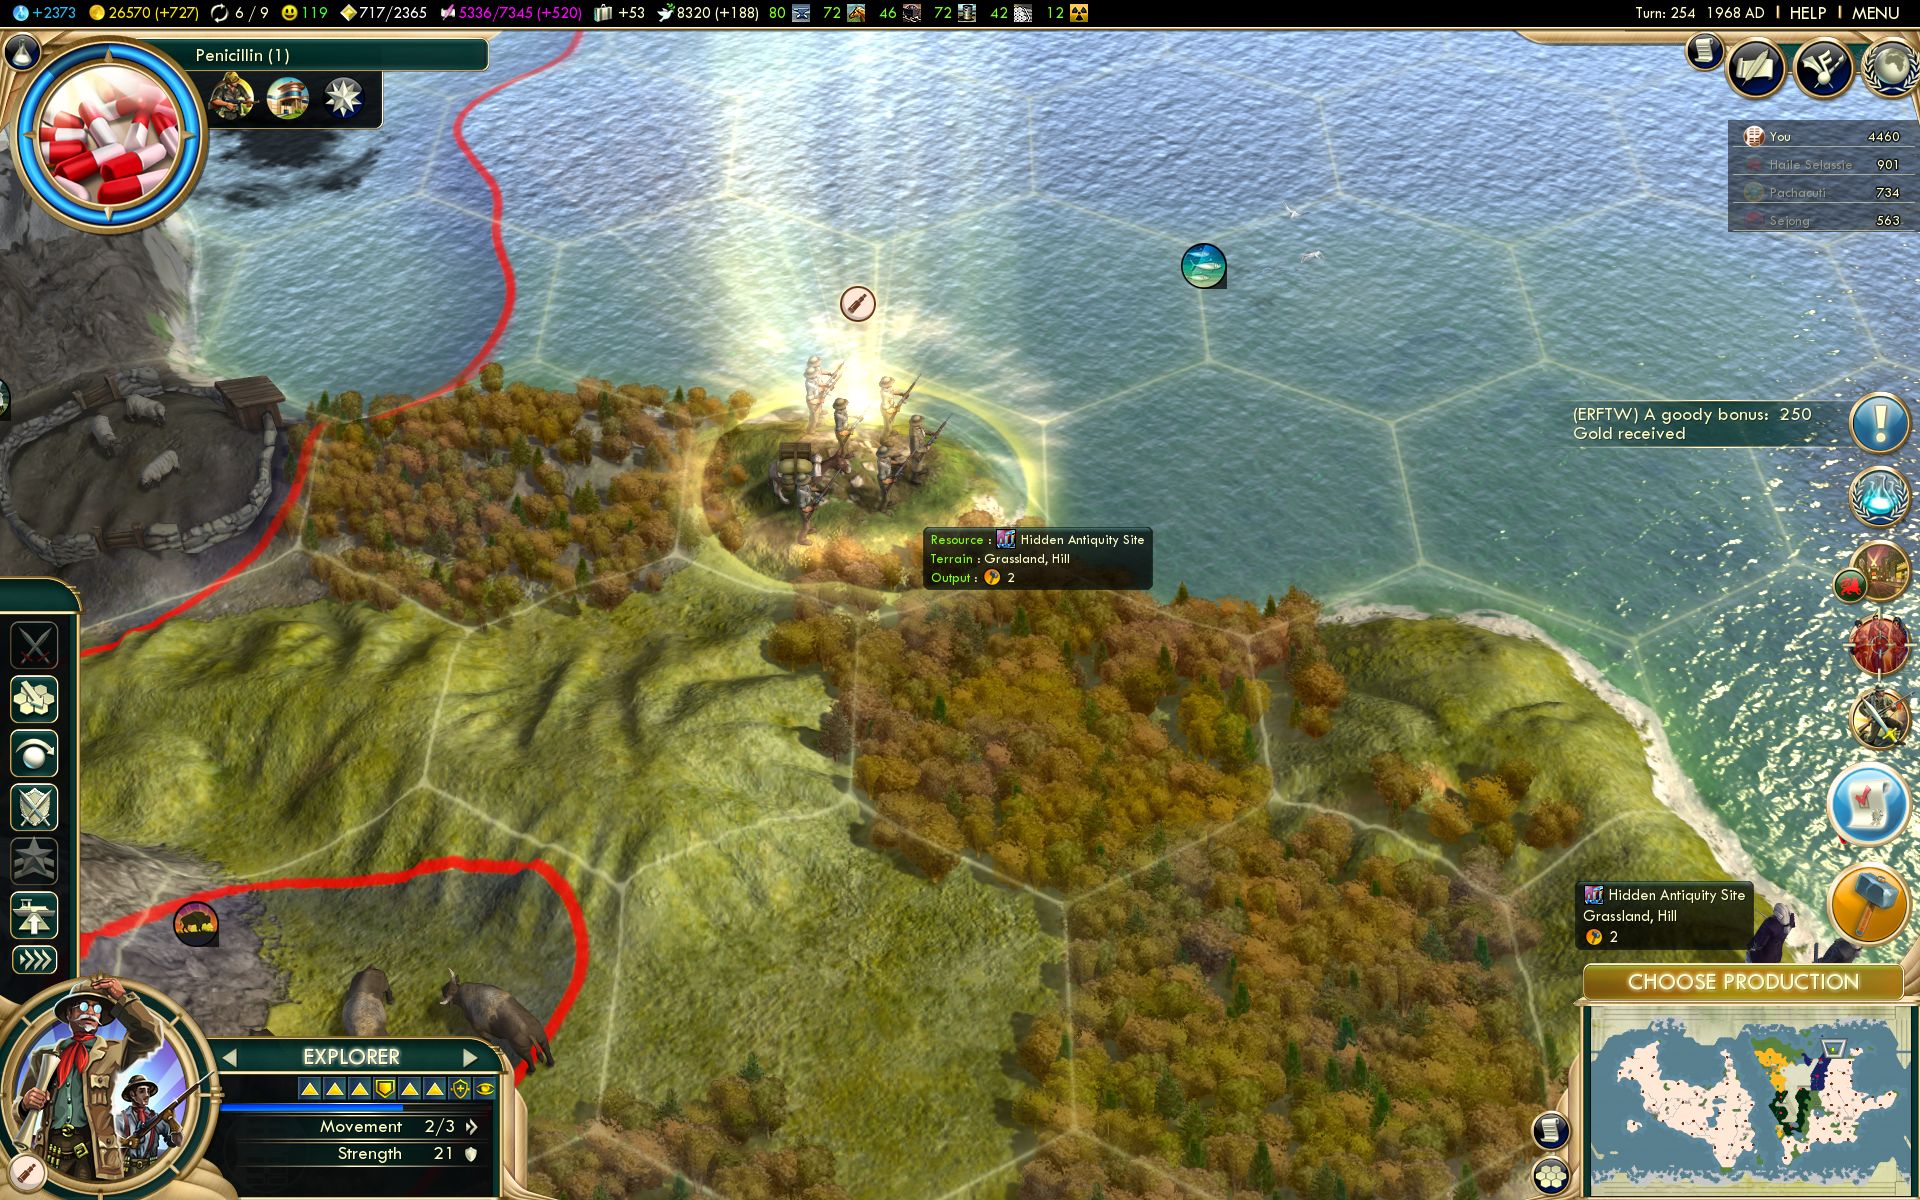 +2373 26570 (+727) 6 / 9 119 717/2365 5336/7345 (+520) +53 8320 (+188) 80 72 46 72 42 12 Turn: 254 1968 AD HELP MENU
Penicillin (1)
You 4460
Haile Selassie 901
Pachacuti 734
Sejong 563
(ERFTW) A goody bonus: 250
Gold received
Resource : Hidden Antiquity Site
Terrain : Grassland, Hill
Output : 2
Hidden Antiquity Site
Grassland, Hill
2
CHOOSE PRODUCTION
EXPLORER
Movement 2/3
Strength 21